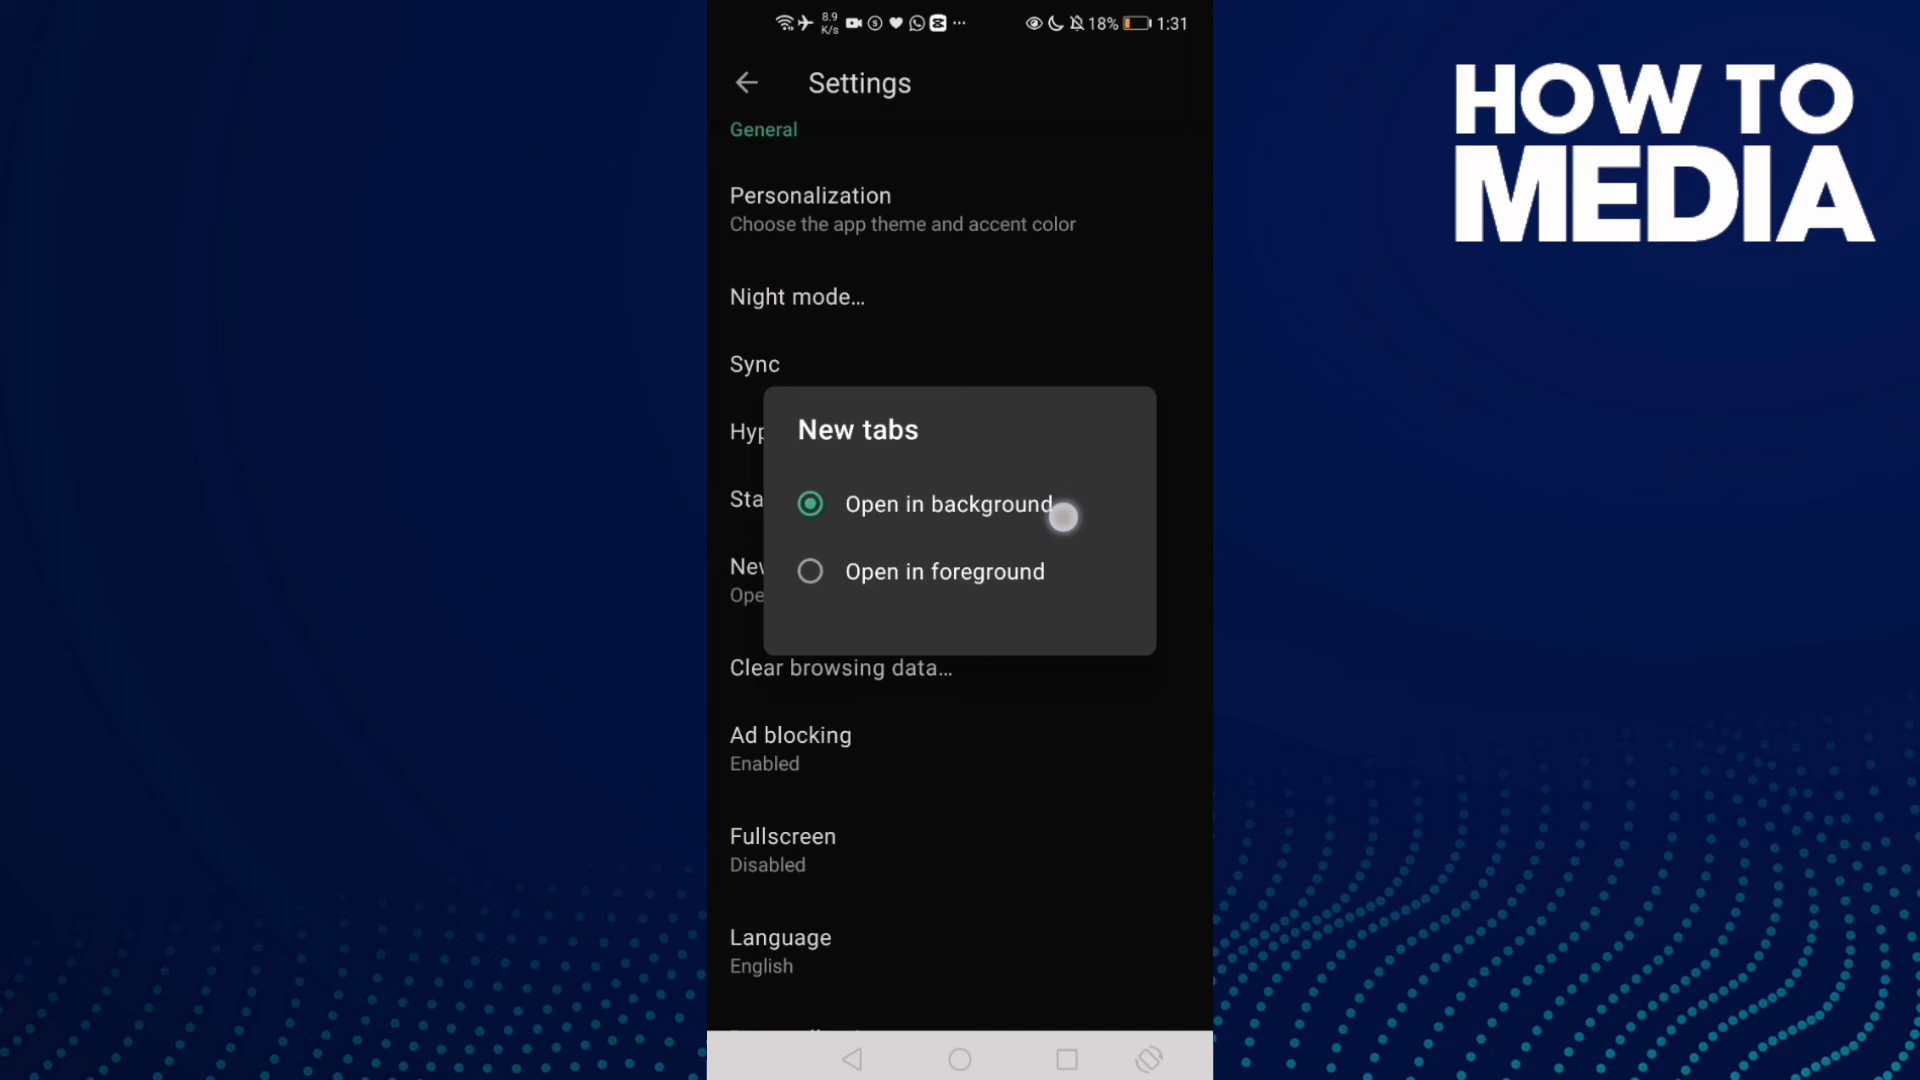 8.9
K/s
18%
1:31
HOW TO
MEDIA
Settings
General
Personalization
Choose the app theme and accent color
Night mode...
Sync
Hyp
New tabs
Open in background
Sta
Open in foreground
New
Ope
Clear browsing data...
Ad blocking
Enabled
Fullscreen
Disabled
Language
English